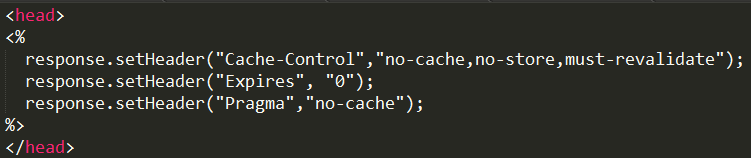 <head>
<%
response.setHeader("Cache-Control","no-cache,no-store,must-revalidate");
response.setHeader("Expires", "0");
response.setHeader("Pragma","no-cache");
%>
</head>